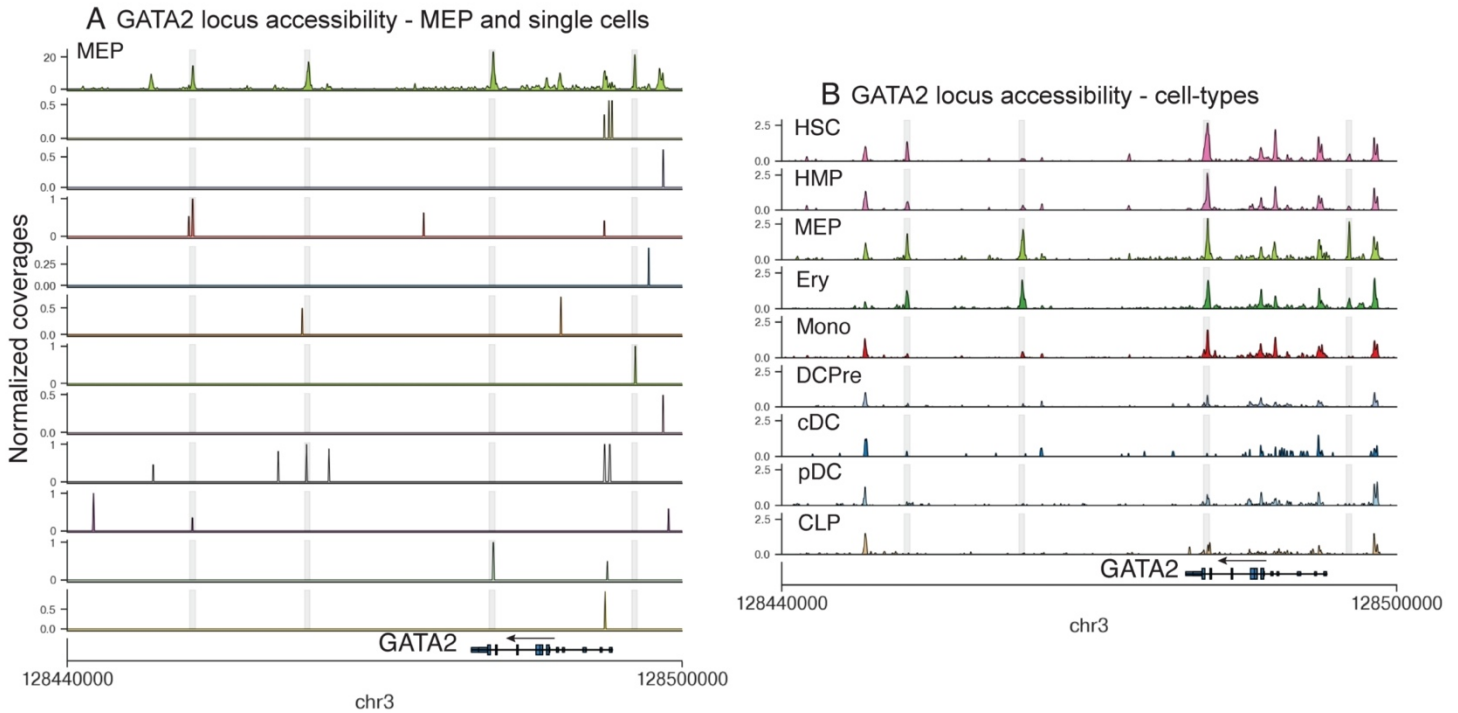 A GATA2 locus accessibility - MEP and single cells
MEP
20
0
0.5
0.0
0.5
0.0
1
0
0.25
0.00
0.5
0.0
1
0
0.5
0.0
1
0
1
0
1
0
0.5
0.0
Normalized coverages
GATA2
128440000
128500000
chr3
B GATA2 locus accessibility - cell-types
HSC
2.5
0.0
HMP
2.5
0.0
MEP
2.5
0.0
Ery
2.5
0.0
Mono
2.5
0.0
DCPre
2.5
0.0
cDC
2.5
0.0
pDC
2.5
0.0
CLP
2.5
0.0
GATA2
128440000
128500000
chr3